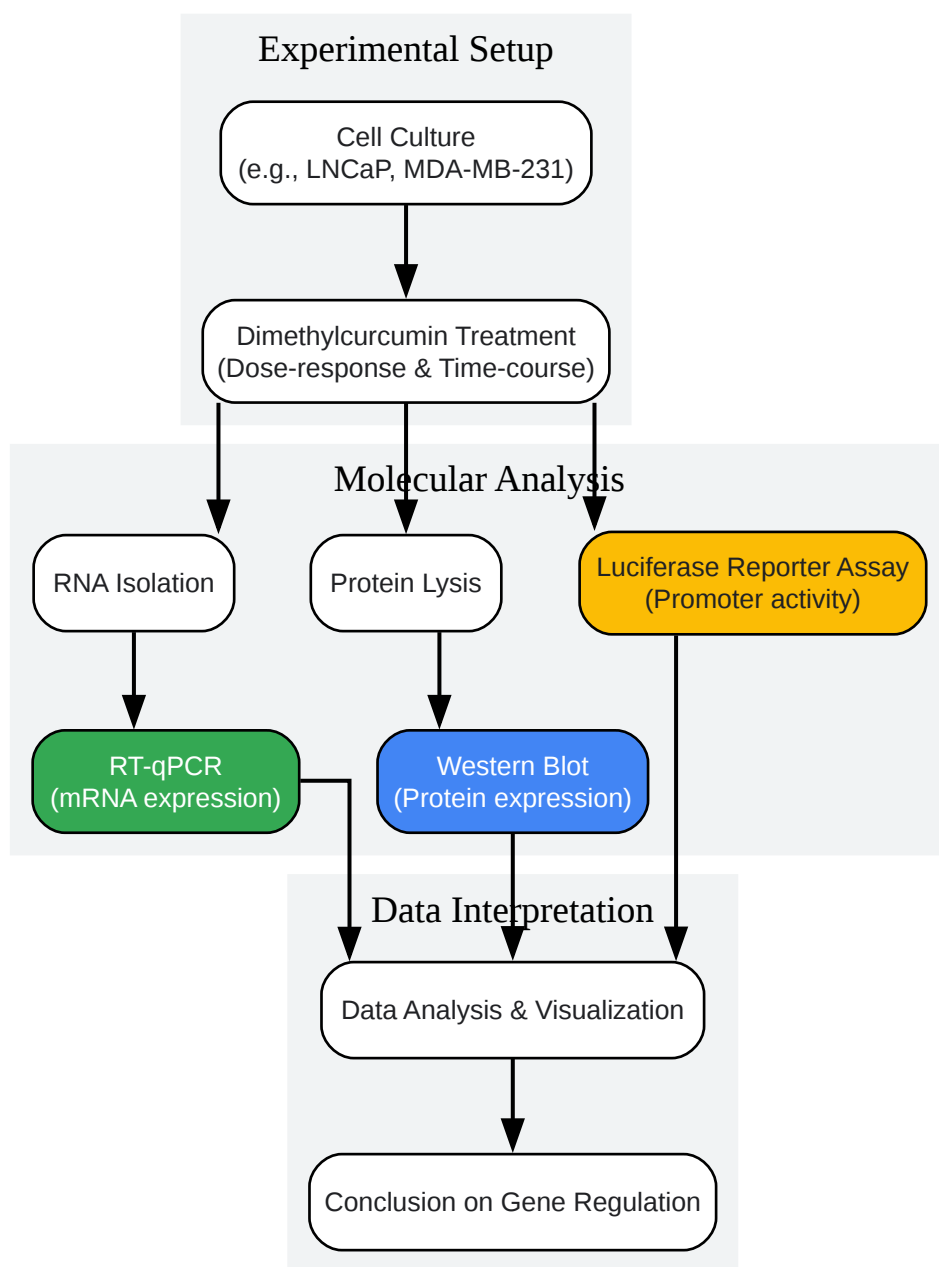 Experimental Setup
Cell Culture
(e.g., LNCaP, MDA-MB-231)
Dimethylcurcumin Treatment
(Dose-response & Time-course)
Molecular Analysis
RNA Isolation
Protein Lysis
Luciferase Reporter Assay
(Promoter activity)
RT-qPCR
(mRNA expression)
Western Blot
(Protein expression)
Data Interpretation
Data Analysis & Visualization
Conclusion on Gene Regulation